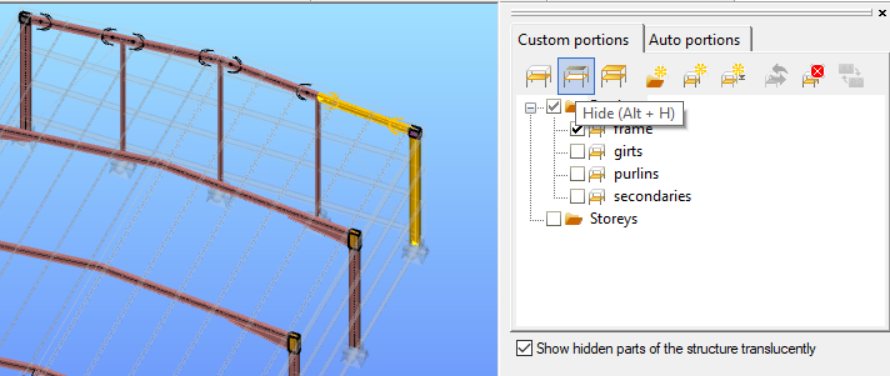 Custom portions
Auto portions
Hide (Alt + H)
frame
girts
purlins
secondaries
Storeys
Show hidden parts of the structure translucently